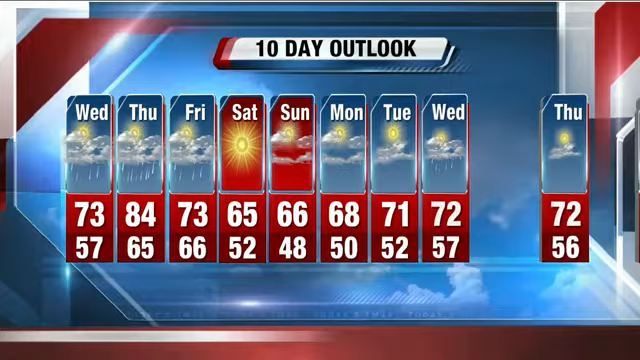 10 DAY OUTLOOK
Wed Thu Fri Sat Sun Mon Tue Wed Thu
73 84 73 65 66 68 71 72 72
57 65 66 52 48 50 52 57 56